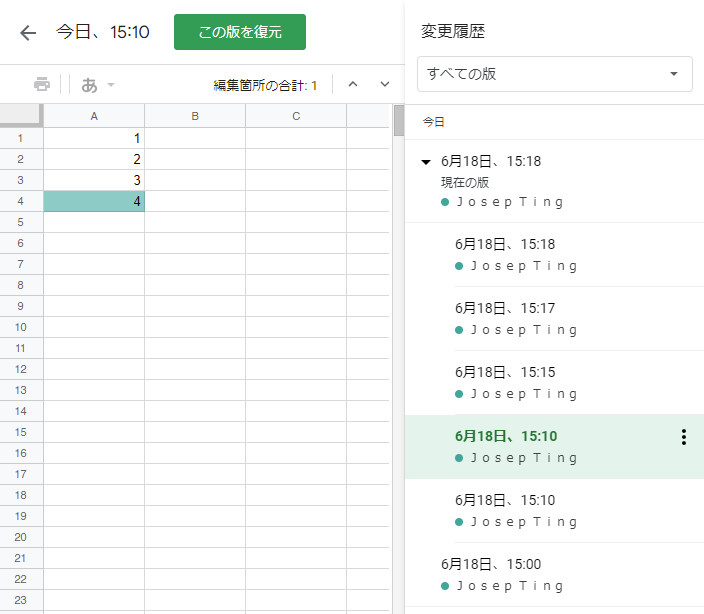 今日、15:10
この版を復元
あ
編集箇所の合計: 1
A B C
1 1
2 2
3 3
4 4
5
6
7
8
9
10
11
12
13
14
15
16
17
18
19
20
21
22
23
変更履歴
すべての版
今日
6月18日、15:18
現在の版
Ｊｏｓｅｐ Ｔｉｎｇ
6月18日、15:18
Ｊｏｓｅｐ Ｔｉｎｇ
6月18日、15:17
Ｊｏｓｅｐ Ｔｉｎｇ
6月18日、15:15
Ｊｏｓｅｐ Ｔｉｎｇ
6月18日、15:10
Ｊｏｓｅｐ Ｔｉｎｇ
6月18日、15:10
Ｊｏｓｅｐ Ｔｉｎｇ
6月18日、15:00
Ｊｏｓｅｐ Ｔｉｎｇ